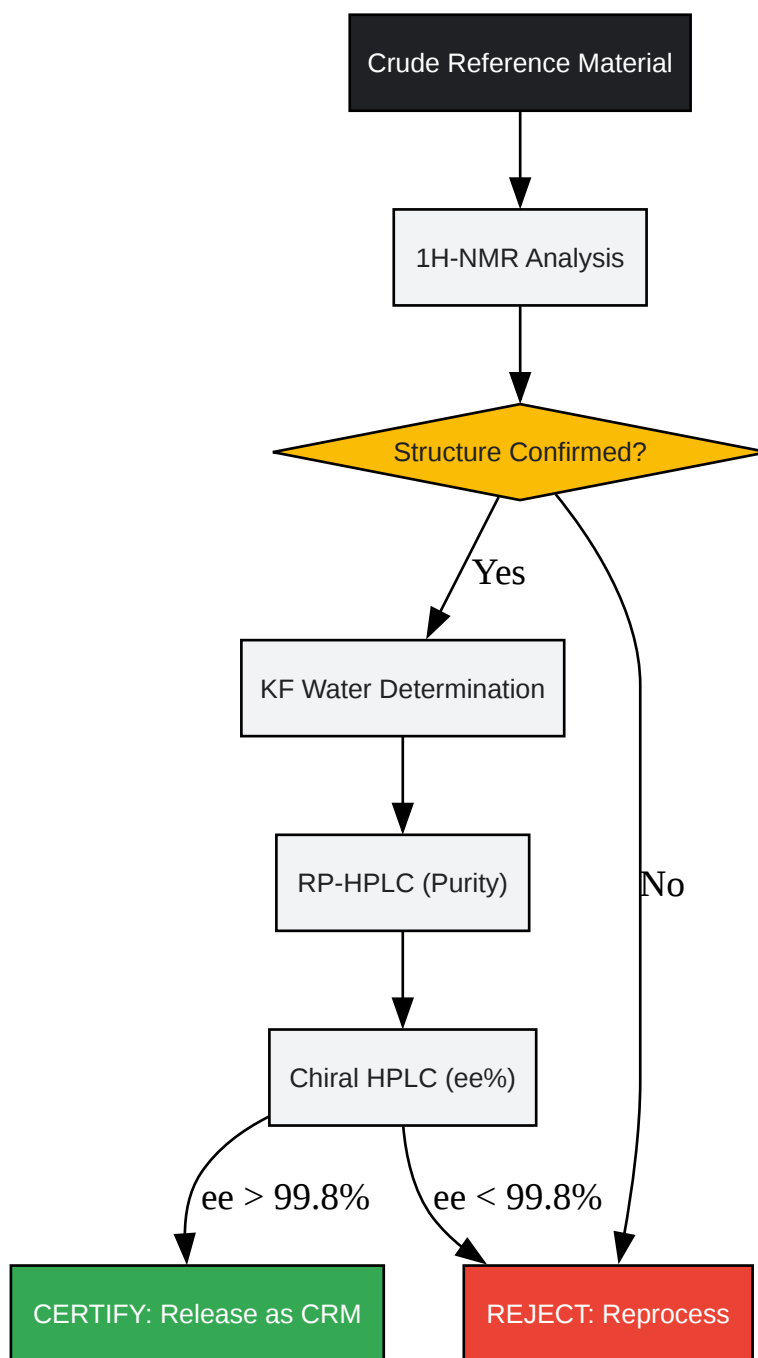 Crude Reference Material
1H-NMR Analysis
Structure Confirmed?
Yes
KF Water Determination
RP-HPLC (Purity)
No
Chiral HPLC (ee%)
ee > 99.8%
ee < 99.8%
CERTIFY: Release as CRM
REJECT: Reprocess